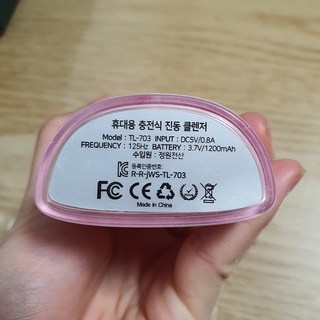 휴대용 충전식 진동 클렌저
Model : TL-703 INPUT : DC5V/0.8A
FREQUENCY : 125Hz BATTERY : 3.7V/1200mAh
수입원 : 정원전산
등록인증번호:
R-R-jWS-TL-703
FC CE
Made in China